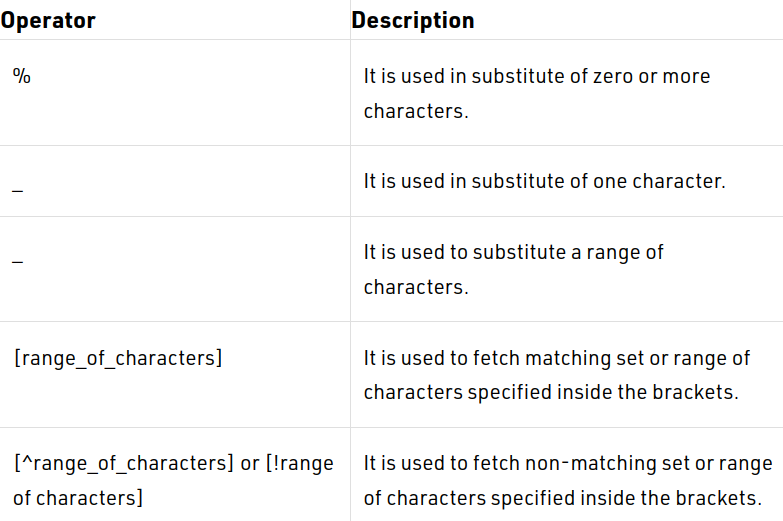 Operator Description
% It is used in substitute of zero or more
characters.
_ It is used in substitute of one character.
_ It is used to substitute a range of
characters.
[range_of_characters] It is used to fetch matching set or range of
characters specified inside the brackets.
[^range_of_characters] or [!range It is used to fetch non-matching set or range
of characters] of characters specified inside the brackets.